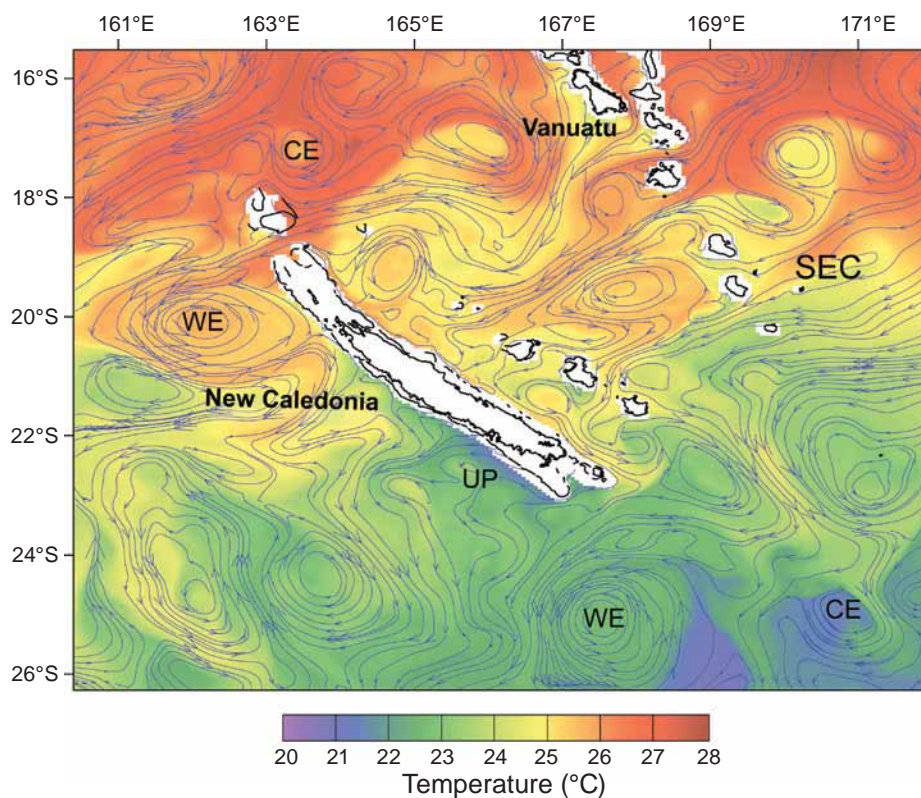 161°E 163°E 165°E 167°E 169°E 171°E
16°S
Vanuatu
CE
18°S
SEC
20°S
WE
New Caledonia
22°S
UP
24°S
WE
CE
26°S
20 21 22 23 24 25 26 27 28
Temperature (°C)